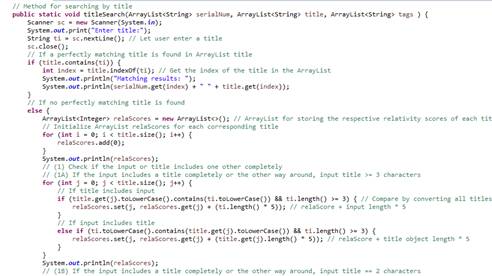 // Method for searching by title
public static void titleSearch(ArrayList<String> serialNum, ArrayList<String> title, ArrayList<String> tags ) {
Scanner sc = new Scanner(System.in);
System.out.print("Enter title:");
String ti = sc.nextLine(); // Let user enter a title
sc.close();
// If a perfectly matching title is found in ArrayList title
if (title.contains(ti)) {
int index = title.indexOf(ti); // Get the index of the title in the ArrayList
System.out.println("Matching results: ");
System.out.println(serialNum.get(index) + " " + title.get(index));
}
// If no perfectly matching title is found
else {
ArrayList<Integer> relaScores = new ArrayList<>(); // ArrayList for storing the respective relativity scores of each tit
// Initialize ArrayList relaScores for each corresponding title
for (int i = 0; i < title.size(); i++) {
relaScores.add(0);
}
System.out.println(relaScores);
// (1) Check if the input or title includes one other completely
// (1A) If the input includes a title completely or the other way around, input title >= 3 characters
for (int j = 0; j < title.size(); j++) {
// If title includes input
if (title.get(j).toLowerCase().contains(ti.toLowerCase()) && ti.length() >= 3) { // Compare by converting all titles
relaScores.set(j, relaScores.get(j) + (ti.length() * 5)); // relaScore + input length * 5
}
// If input includes title
else if (ti.toLowerCase().contains(title.get(j).toLowerCase()) && ti.length() >= 3) {
relaScores.set(j, relaScores.get(j) + (title.get(j).length() * 5)); // relaScore + title object length * 5
}
}
System.out.println(relaScores);
// (1B) If the input includes a title completely or the other way around, input title == 2 characters